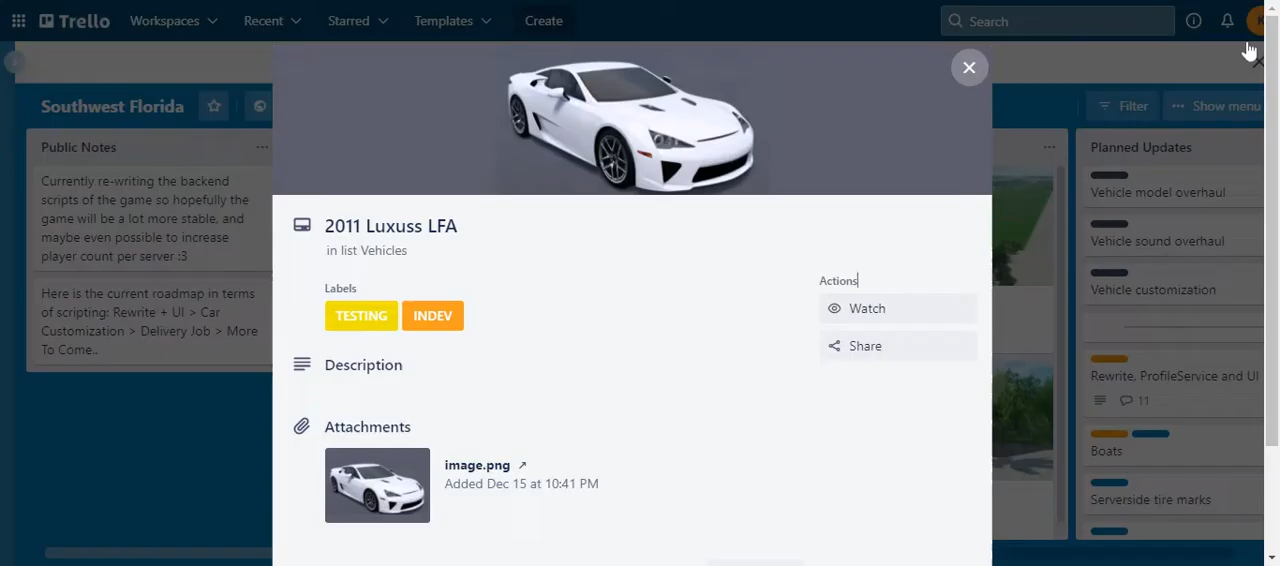 Trello
Workspaces
Recent
Starred
Templates
Create
Search
Southwest Florida
Filter
Show menu
Public Notes
Currently re-writing the backend
scripts of the game so hopefully the
game will be a lot more stable, and
maybe even possible to increase
player count per server :3
Here is the current roadmap in terms
of scripting: Rewrite + UI > Car
Customization > Delivery Job > More
To Come..
2011 Luxuss LFA
in list Vehicles
Labels
TESTING
INDEV
Description
Attachments
image.png ↗
Added Dec 15 at 10:41 PM
Actions
Watch
Share
Planned Updates
Vehicle model overhaul
Vehicle sound overhaul
Vehicle customization
Rewrite, ProfileService and UI
11
Boats
Serverside tire marks